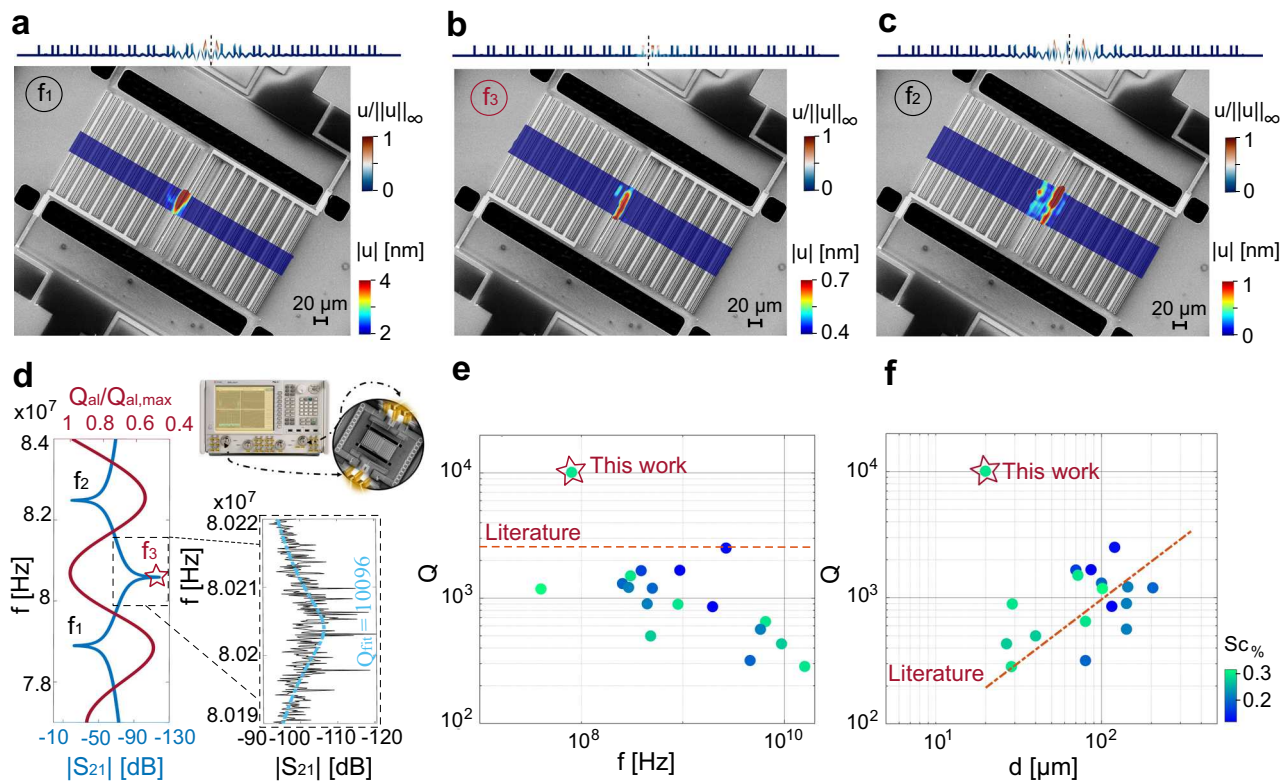 a
f1
u/||u||∞
1
0
|u| [nm]
4
2
20 µm
b
f3
u/||u||∞
1
0
|u| [nm]
0.7
0.4
20 µm
c
f2
u/||u||∞
1
0
|u| [nm]
1
0
20 µm
d
Qal/Qal,max
x10⁷
1 0.8 0.6 0.4
8.4
8.2
8
7.8
f [Hz]
f2
f3
f1
-10 -50 -90 -130
|S21| [dB]
x10⁷
8.022
8.021
8.02
8.019
f [Hz]
Qfit = 10096
-90 -100 -110 -120
|S21| [dB]
e
10⁴
10³
10²
Q
This work
Literature
10⁸ 10¹⁰
f [Hz]
f
10⁴
10³
10²
Q
This work
Literature
10¹ 10²
d [µm]
Sc%
0.3
0.2